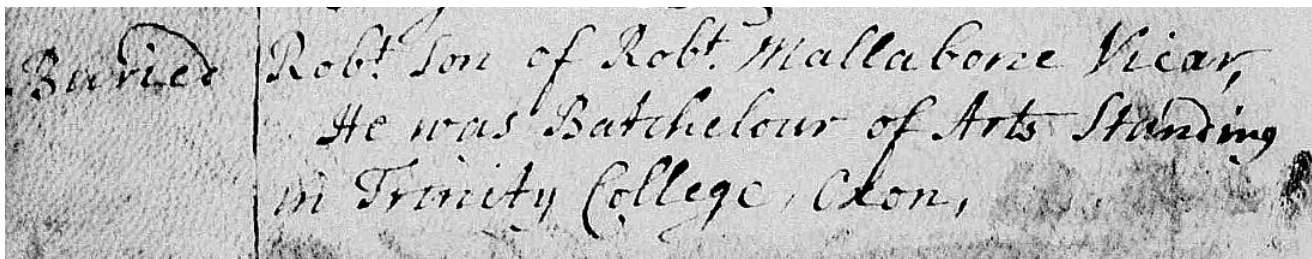 Buried Robt. Son of Robt. Mallabone Vicar,
He was Batchelour of Arts Standing
in Trinity College, Oxon,